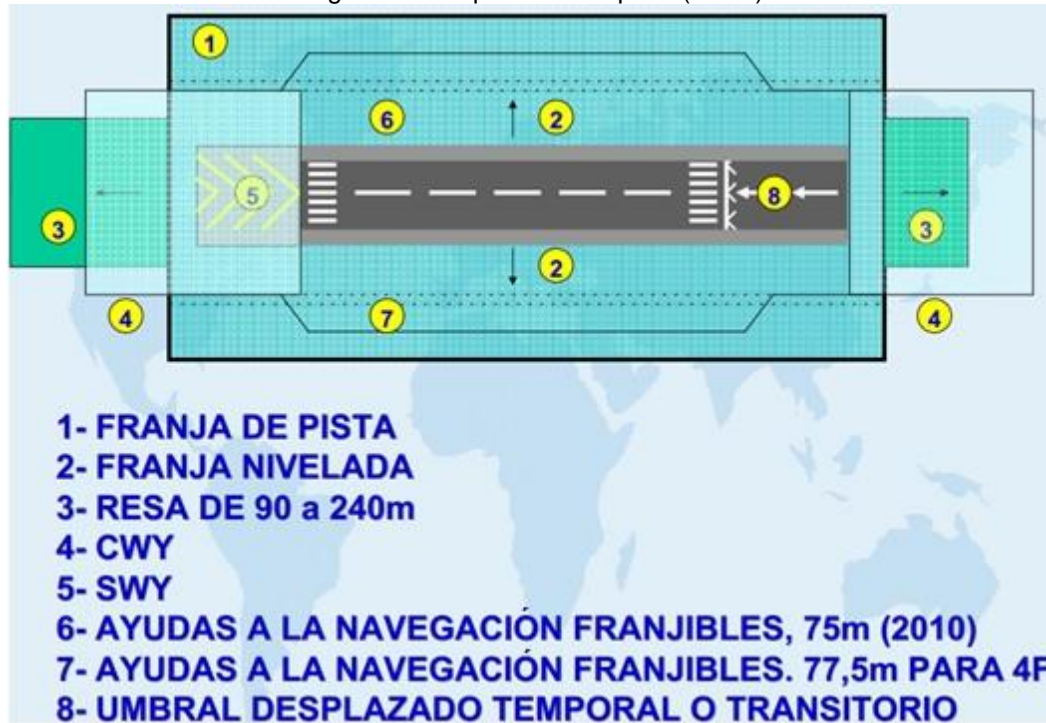 1
6 2
5 8
3 3
2
4 7 4
1- FRANJA DE PISTA
2- FRANJA NIVELADA
3- RESA DE 90 a 240m
4- CWY
5- SWY
6- AYUDAS A LA NAVEGACIÓN FRANJIBLES, 75m (2010)
7- AYUDAS A LA NAVEGACIÓN FRANJIBLES. 77,5m PARA 4F
8- UMBRAL DESPLAZADO TEMPORAL O TRANSITORIO